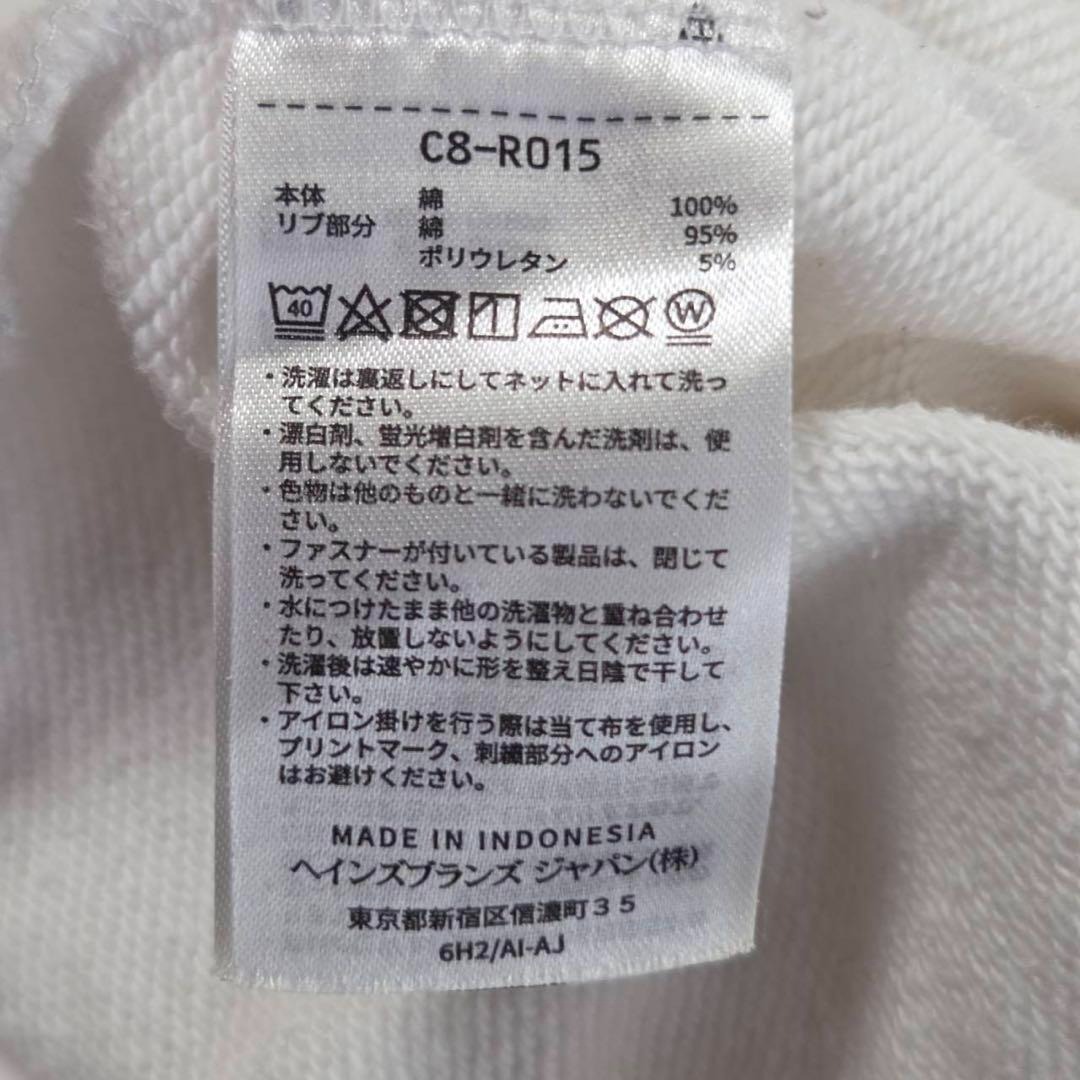 C8-R015
本体 綿 100%
リブ部分 綿 95%
ポリウレタン 5%
40 W
・洗濯は裏返しにしてネットに入れて洗っ
てください。
・漂白剤、蛍光増白剤を含んだ洗剤は、使
用しないでください。
・色物は他のものと一緒に洗わないでくだ
さい。
・ファスナーが付いている製品は、閉じて
洗ってください。
・水につけたまま他の洗濯物と重ね合わせ
たり、放置しないようにしてください。
・洗濯後は速やかに形を整え日陰で干して
下さい。
・アイロン掛けを行う際は当て布を使用し、
プリントマーク、刺繍部分へのアイロン
はお避けください。
MADE IN INDONESIA
ヘインズブランズ ジャパン(株)
東京都新宿区信濃町35
6H2/AI-AJ